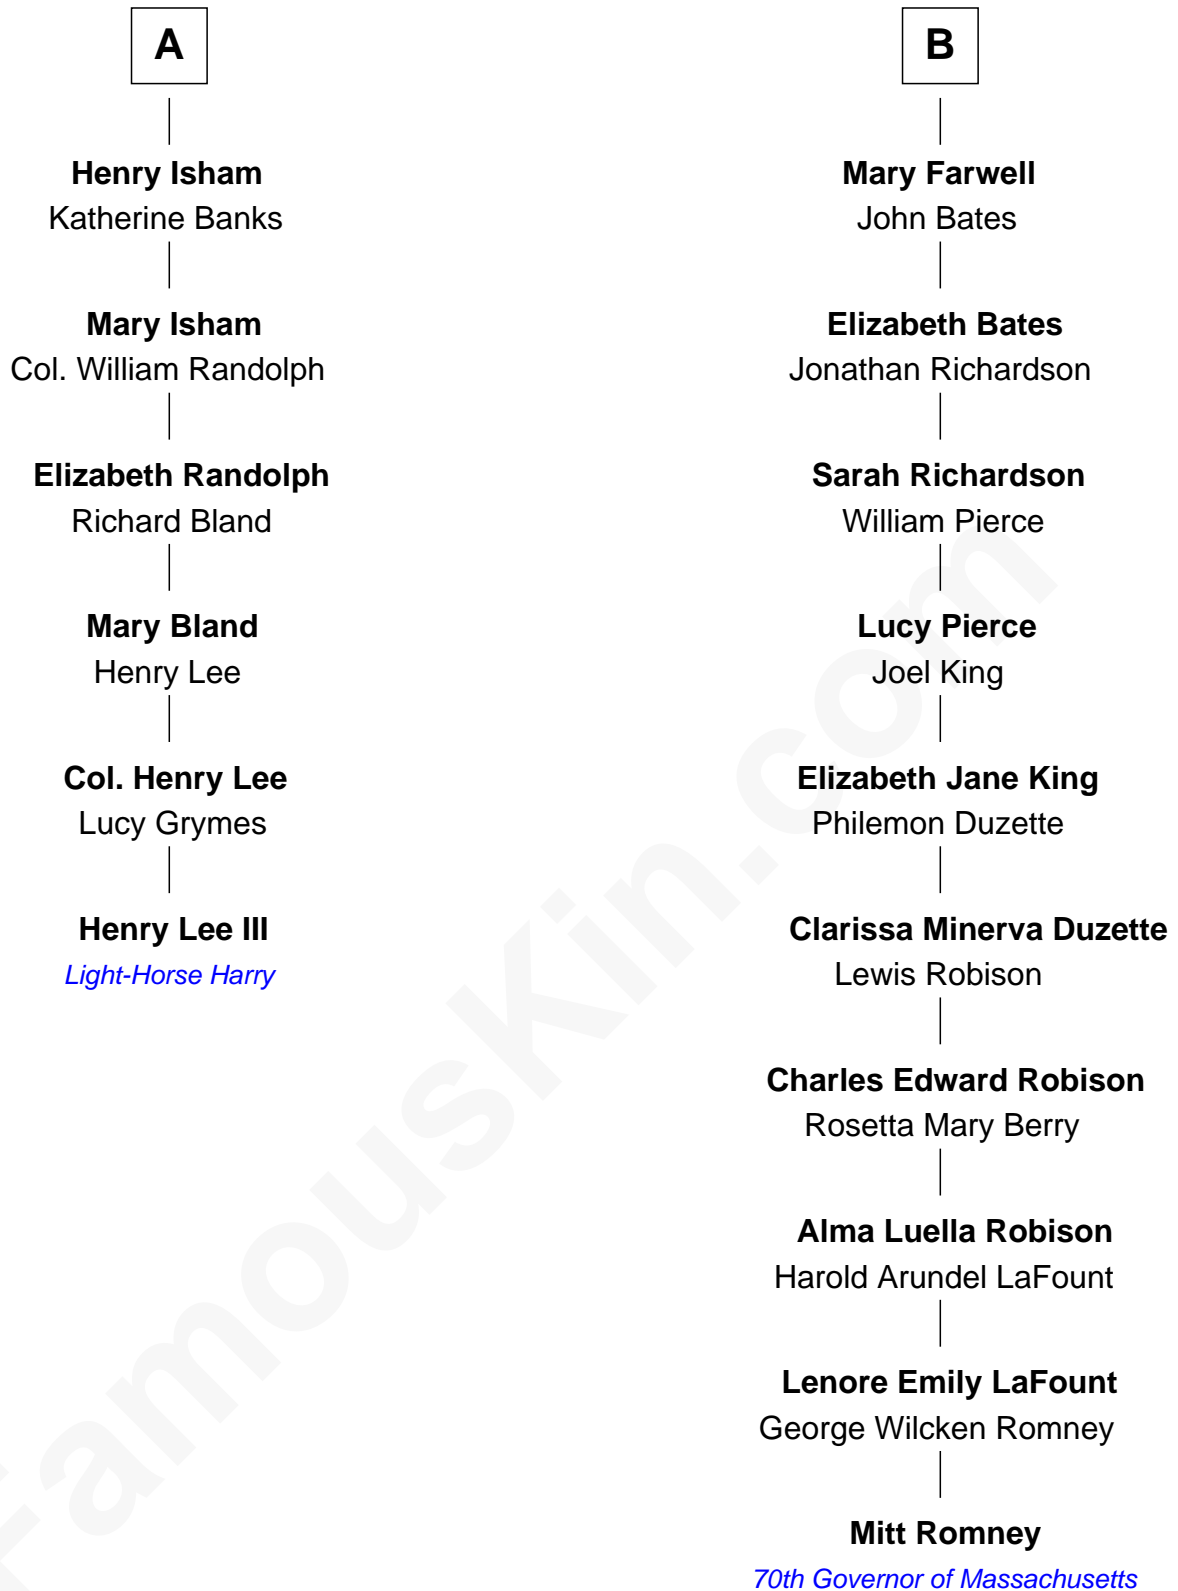 A
Henry Isham
Katherine Banks
Mary Isham
Col. William Randolph
Elizabeth Randolph
Richard Bland
Mary Bland
Henry Lee
Col. Henry Lee
Lucy Grymes
Henry Lee III
Light-Horse Harry
B
Mary Farwell
John Bates
Elizabeth Bates
Jonathan Richardson
Sarah Richardson
William Pierce
Lucy Pierce
Joel King
Elizabeth Jane King
Philemon Duzette
Clarissa Minerva Duzette
Lewis Robison
Charles Edward Robison
Rosetta Mary Berry
Alma Luella Robison
Harold Arundel LaFount
Lenore Emily LaFount
George Wilcken Romney
Mitt Romney
70th Governor of Massachusetts
FamousKin.com